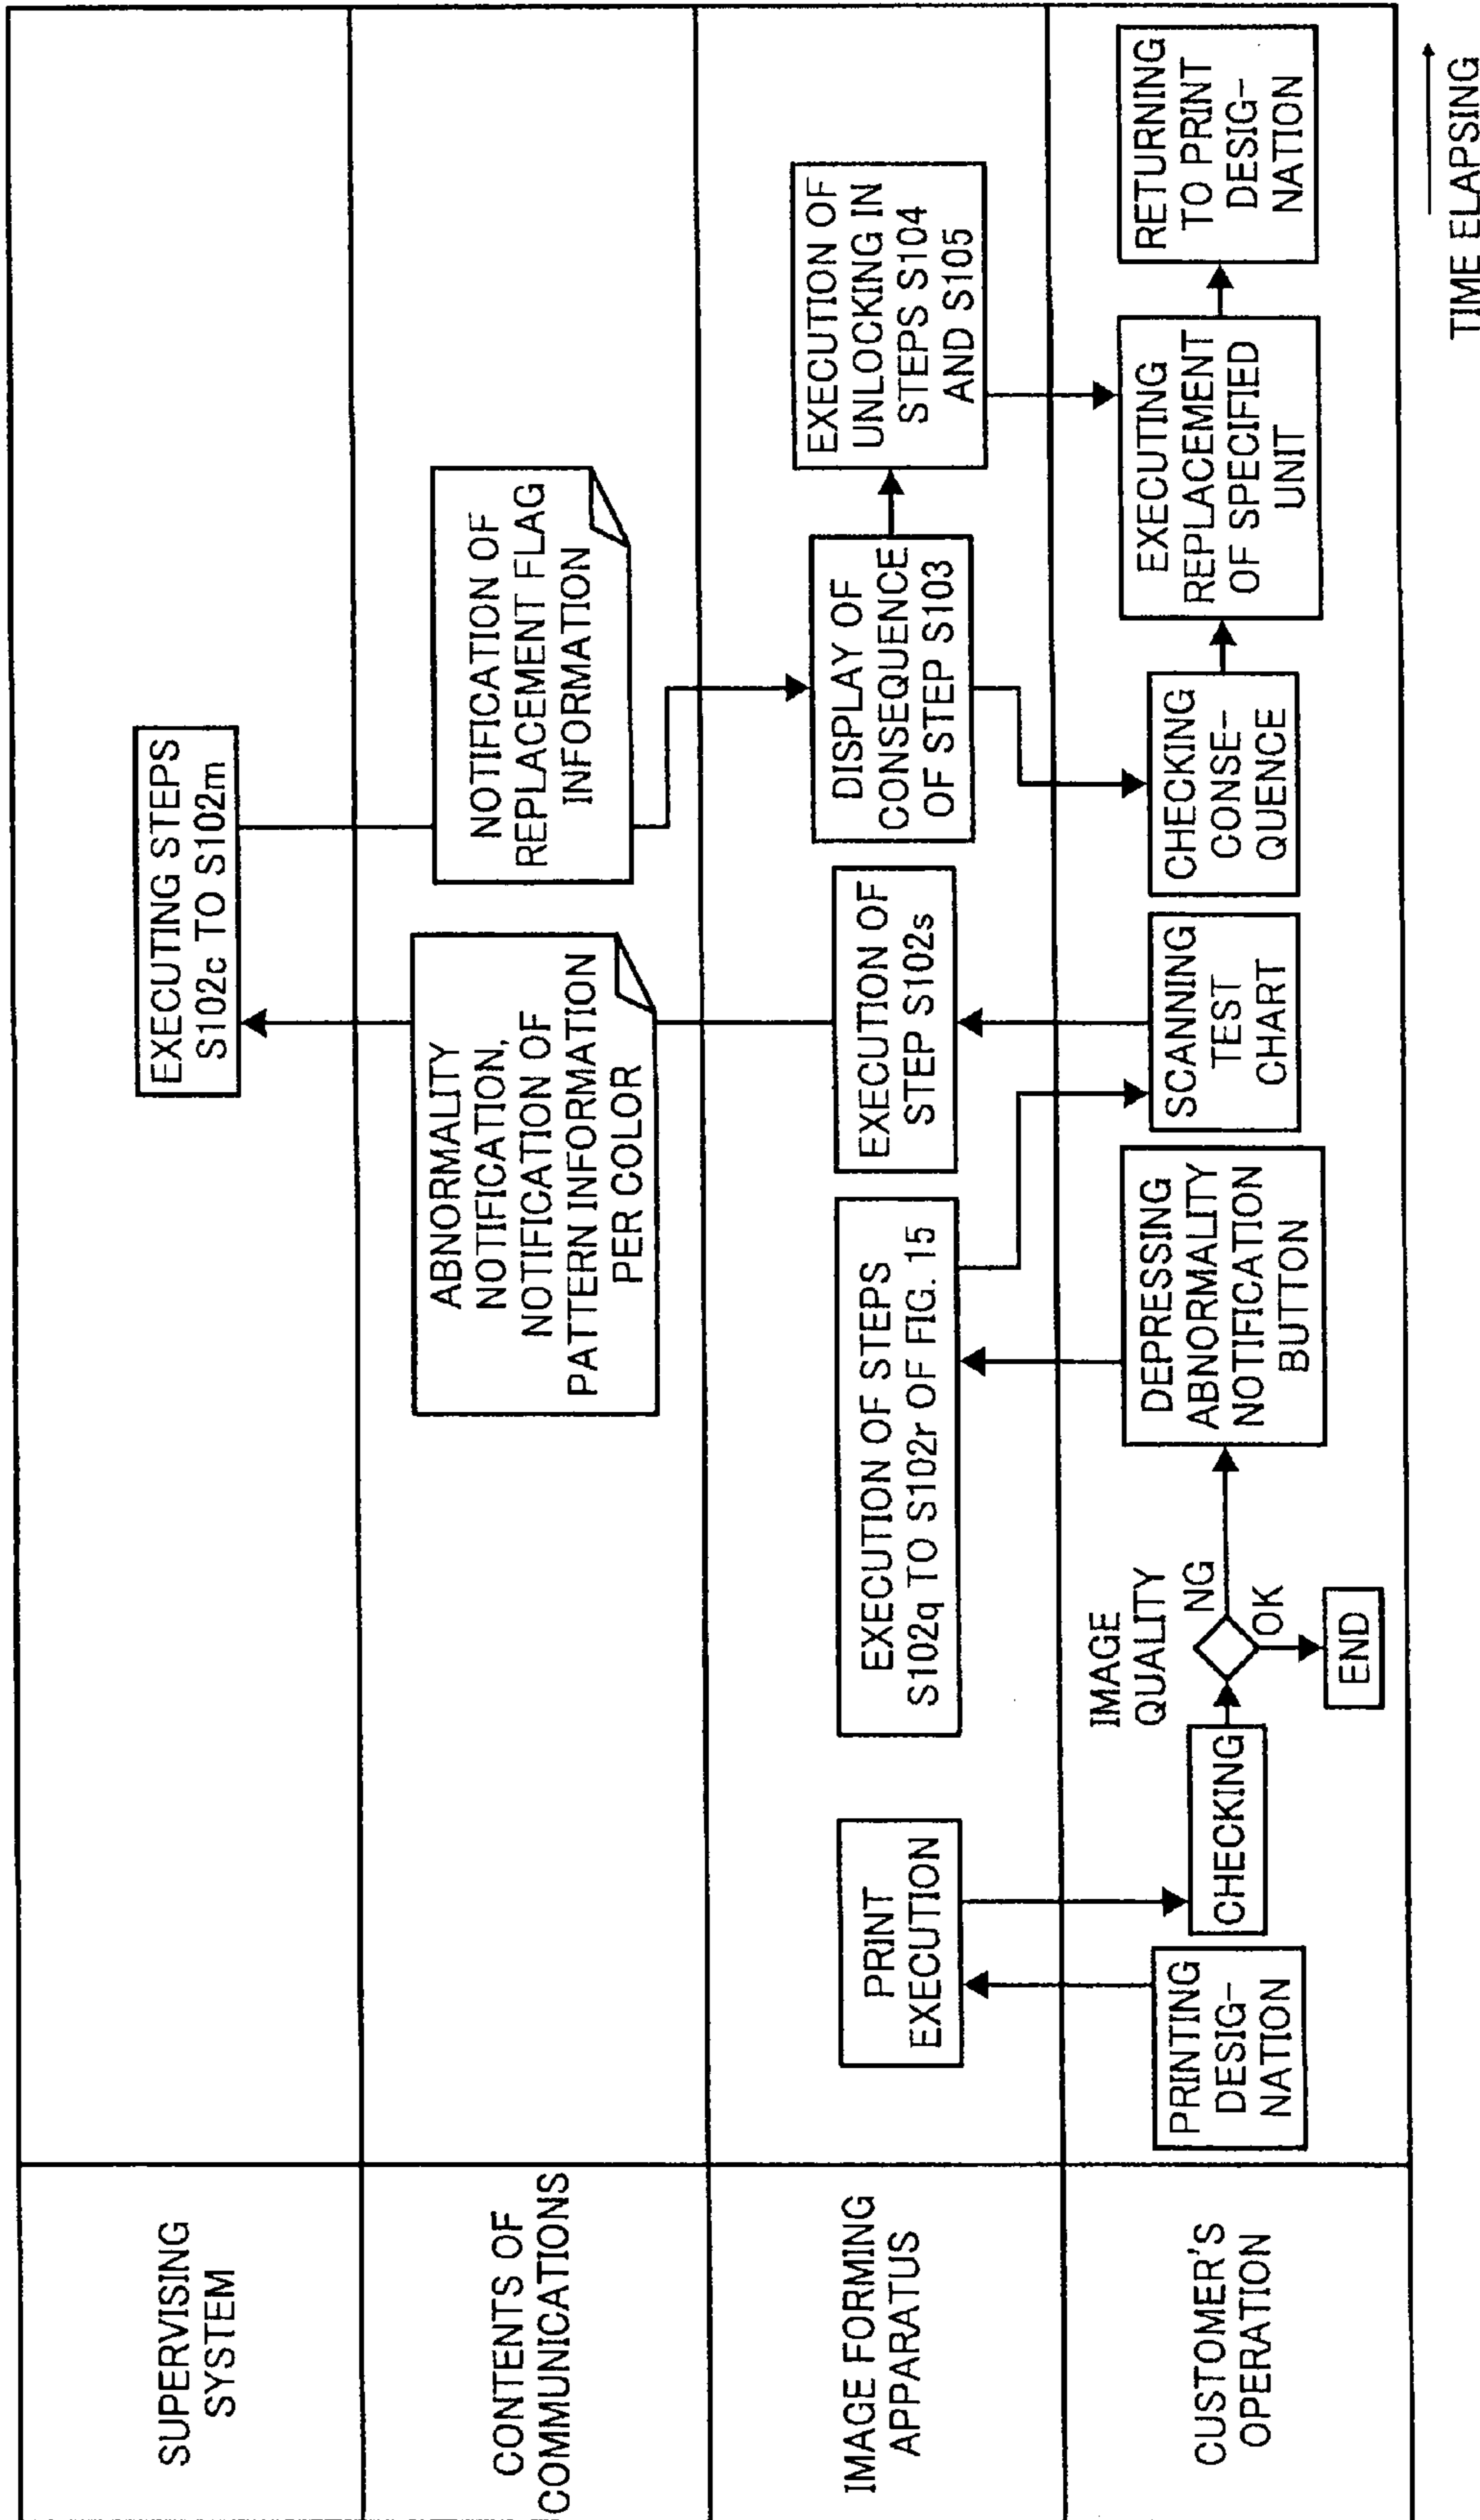 SUPERVISING
SYSTEM
EXECUTING STEPS
S102c TO S102m
CONTENTS OF
COMMUNICATIONS
ABNORMALITY
NOTIFICATION,
NOTIFICATION OF
PATTERN INFORMATION
PER COLOR
NOTIFICATION OF
REPLACEMENT FLAG
INFORMATION
IMAGE FORMING
APPARATUS
PRINT
EXECUTION
EXECUTION OF STEPS
S102q TO S102r OF FIG. 15
EXECUTION OF
STEP S102s
DISPLAY OF
CONSEQUENCE
OF STEP S103
EXECUTION OF
UNLOCKING IN
STEPS S104
AND S105
CUSTOMER'S
OPERATION
PRINTING
DESIG-
NATION
CHECKING
IMAGE
QUALITY
NG
OK
END
DEPRESSING
ABNORMALITY
NOTIFICATION
BUTTON
SCANNING
TEST
CHART
CHECKING
CONSE-
QUENCE
EXECUTING
REPLACEMENT
OF SPECIFIED
UNIT
RETURNING
TO PRINT
DESIG-
NATION
TIME ELAPSING